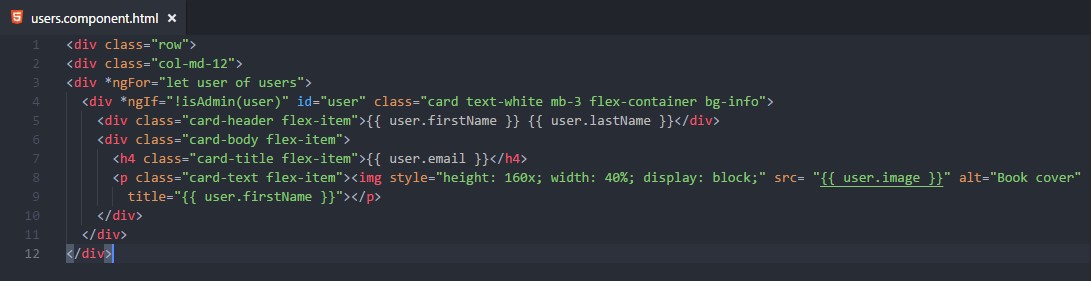 users.component.html ×
1 <div class="row">
2 <div class="col-md-12">
3 <div *ngFor="let user of users">
4 <div *ngIf="!isAdmin(user)" id="user" class="card text-white mb-3 flex-container bg-info">
5 <div class="card-header flex-item">{{ user.firstName }} {{ user.lastName }}</div>
6 <div class="card-body flex-item">
7 <h4 class="card-title flex-item">{{ user.email }}</h4>
8 <p class="card-text flex-item"><img style="height: 160x; width: 40%; display: block;" src= "{{ user.image }}" alt="Book cover"
9 title="{{ user.firstName }}"></p>
10 </div>
11 </div>
12 </div>